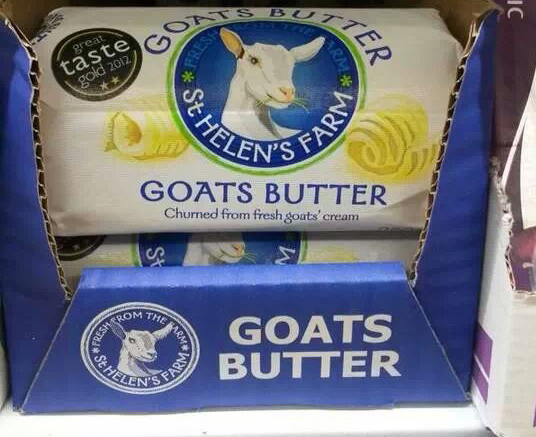 GOATS BUTTER
great
taste
gold 2012
FRESH FROM THE FARM
St HELEN'S FARM
GOATS BUTTER
Churned from fresh goats' cream
FRESH FROM THE FARM
St HELEN'S FARM
GOATS
BUTTER
IC